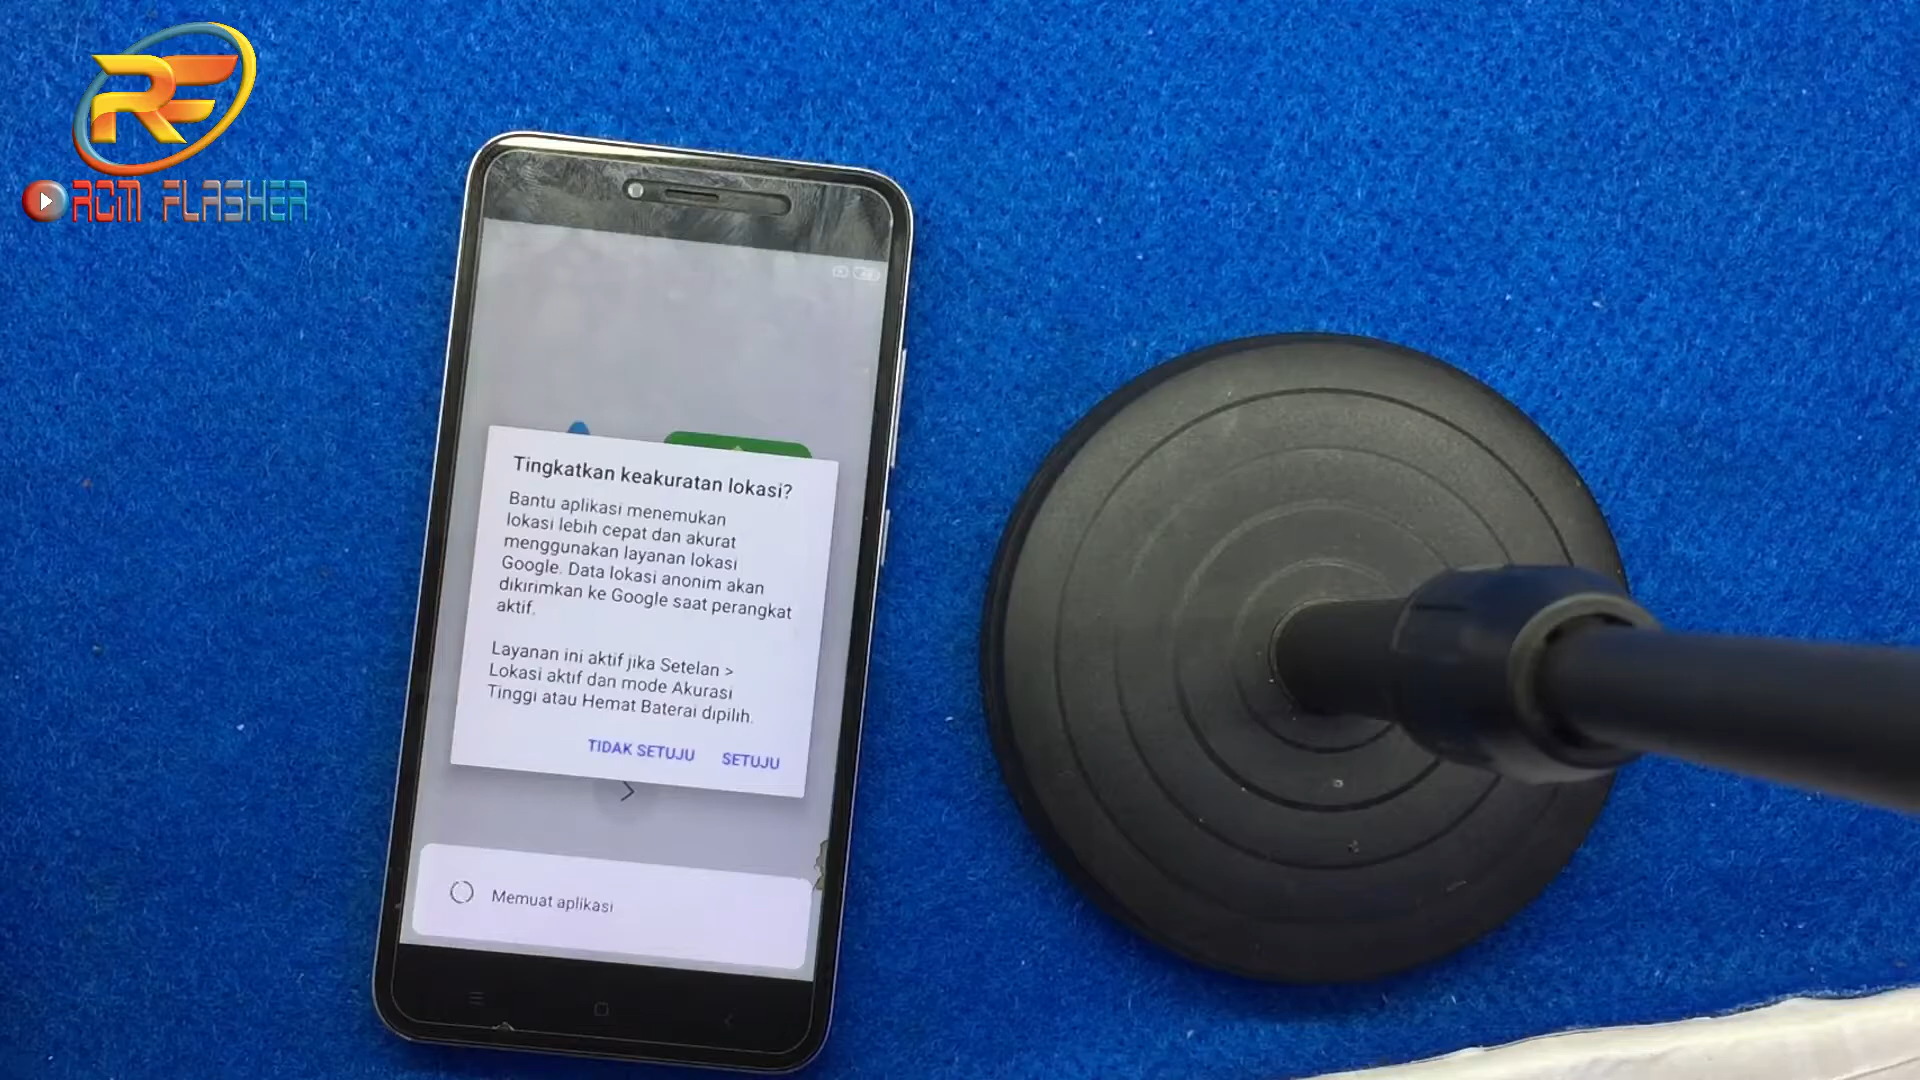 RF
ROM FLASHER
Tingkatkan keakuratan lokasi?
Bantu aplikasi menemukan
lokasi lebih cepat dan akurat
menggunakan layanan lokasi
Google. Data lokasi anonim akan
dikirimkan ke Google saat perangkat
aktif.
Layanan ini aktif jika Setelan >
Lokasi aktif dan mode Akurasi
Tinggi atau Hemat Baterai dipilih.
TIDAK SETUJU SETUJU
Memuat aplikasi